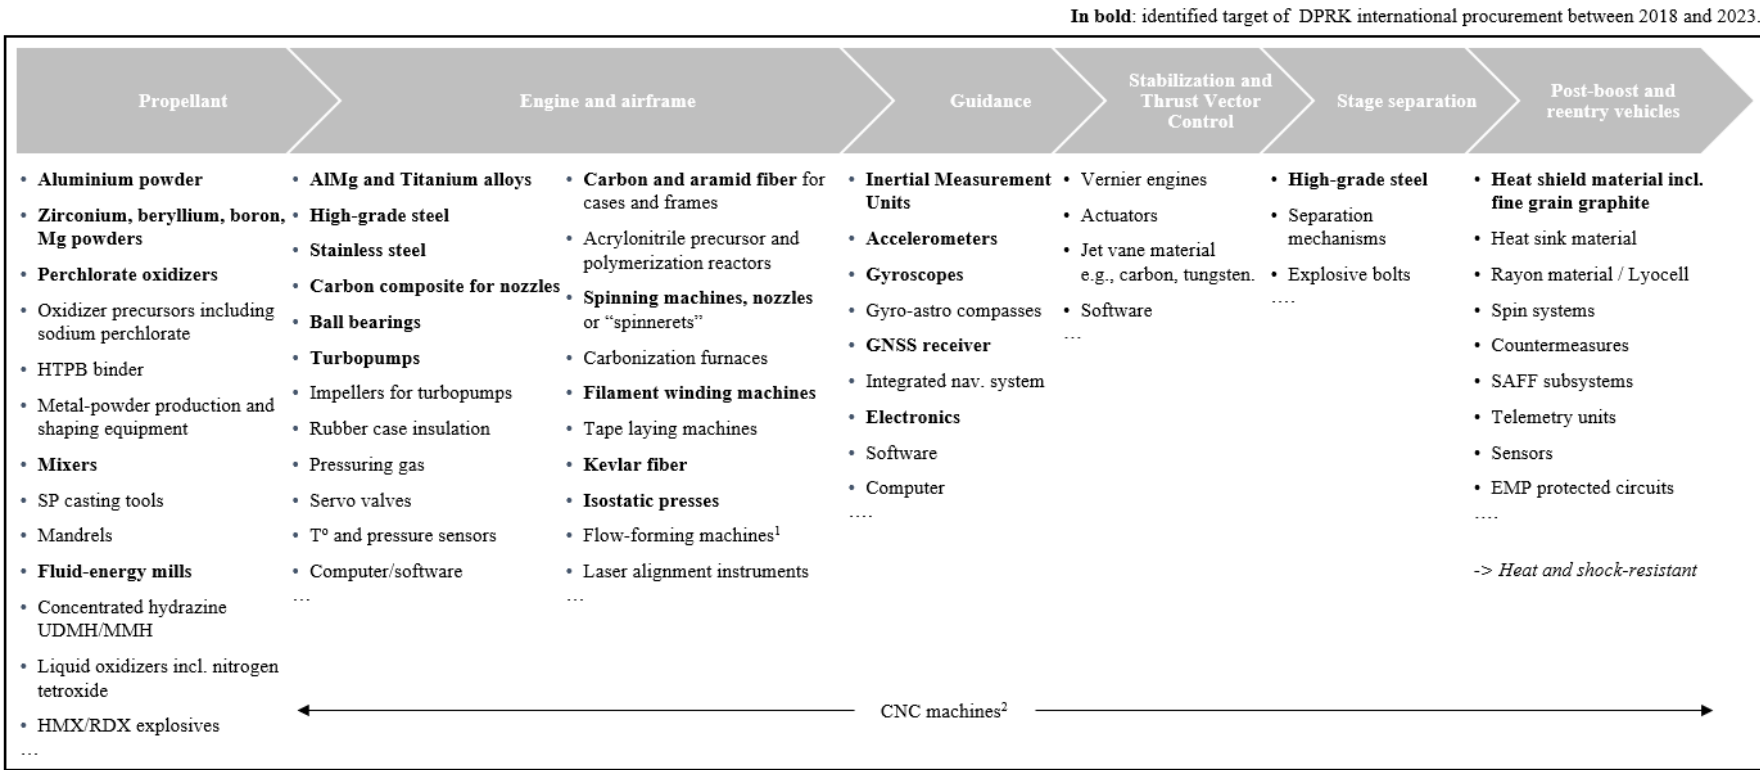 In bold: identified target of DPRK international procurement between 2018 and 2023.
Propellant
Engine and airframe
Guidance
Stabilization and
Thrust Vector
Control
Stage separation
Post-boost and
reentry vehicles
• Aluminium powder
• Zirconium, beryllium, boron,
Mg powders
• Perchlorate oxidizers
• Oxidizer precursors including
sodium perchlorate
• HTPB binder
• Metal-powder production and
shaping equipment
• Mixers
• SP casting tools
• Mandrels
• Fluid-energy mills
• Concentrated hydrazine
UDMH/MMH
• Liquid oxidizers incl. nitrogen
tetroxide
• HMX/RDX explosives
…
• AlMg and Titanium alloys
• High-grade steel
• Stainless steel
• Carbon composite for nozzles
• Ball bearings
• Turbopumps
• Impellers for turbopumps
• Rubber case insulation
• Pressuring gas
• Servo valves
• Tº and pressure sensors
• Computer/software
…
• Carbon and aramid fiber for
cases and frames
• Acrylonitrile precursor and
polymerization reactors
• Spinning machines, nozzles
or “spinnerets”
• Carbonization furnaces
• Filament winding machines
• Tape laying machines
• Kevlar fiber
• Isostatic presses
• Flow-forming machines¹
• Laser alignment instruments
…
• Inertial Measurement
Units
• Accelerometers
• Gyroscopes
• Gyro-astro compasses
• GNSS receiver
• Integrated nav. system
• Electronics
• Software
• Computer
….
• Vernier engines
• Actuators
• Jet vane material
e.g., carbon, tungsten.
• Software
…
• High-grade steel
• Separation
mechanisms
• Explosive bolts
….
• Heat shield material incl.
fine grain graphite
• Heat sink material
• Rayon material / Lyocell
• Spin systems
• Countermeasures
• SAFF subsystems
• Telemetry units
• Sensors
• EMP protected circuits
….
-> Heat and shock-resistant
CNC machines²